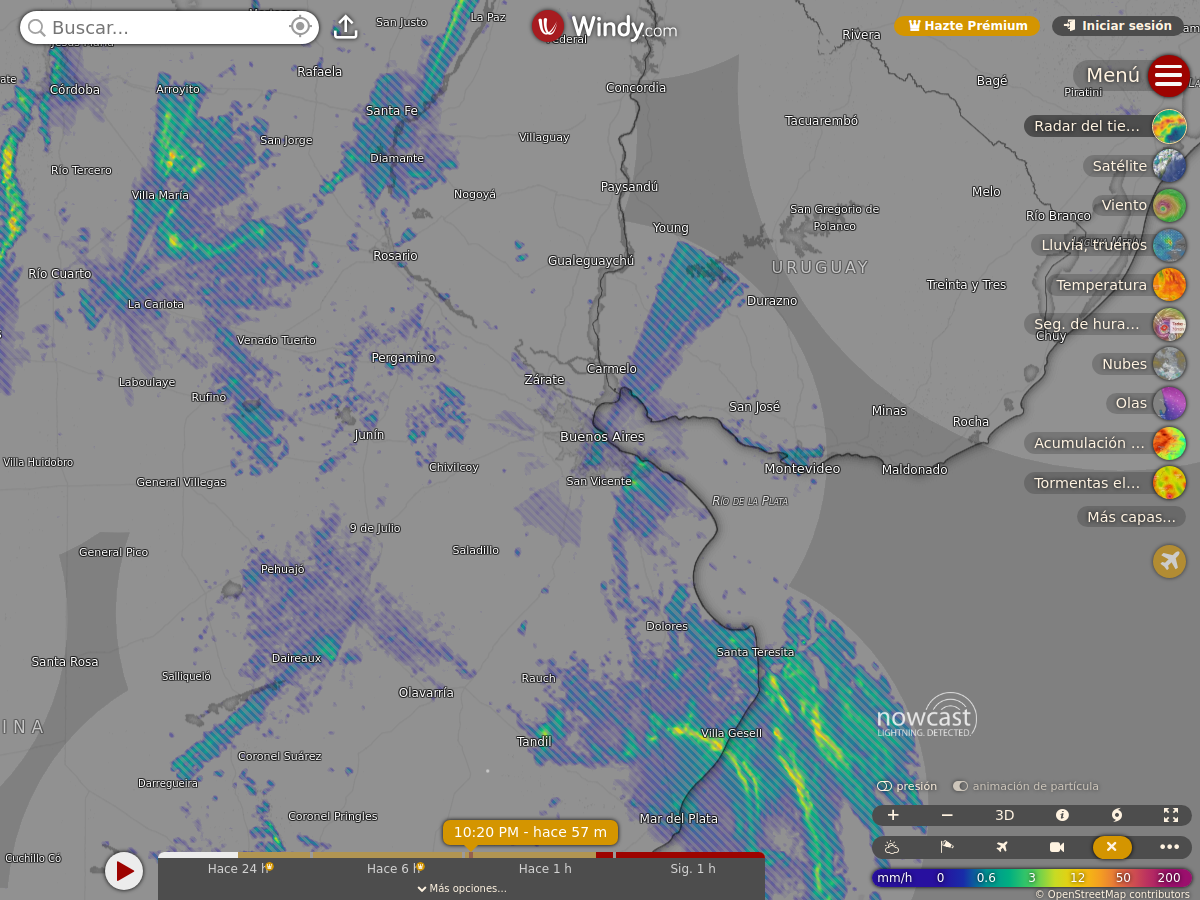 Buscar...
Windy.com
Hazte Prémium
Iniciar sesión
San Justo
La Paz
Federal
Rivera
Rafaela
Córdoba
Arroyito
Concordia
Bagé
Menú
Piratini
Santa Fe
Tacuarembó
Radar del tie...
San Jorge
Villaguay
Diamante
Satélite
Río Tercero
Villa María
Nogoyá
Paysandú
Melo
Viento
San Gregorio de
Polanco
Río Branco
Young
Lluvia, truenos
Rosario
Gualeguaychú
URUGUAY
Río Cuarto
Treinta y Tres
Temperatura
La Carlota
Durazno
Seg. de hura...
Chuy
Venado Tuerto
Pergamino
Carmelo
Nubes
Laboulaye
Zárate
Rufino
San José
Minas
Olas
Rocha
Junín
Buenos Aires
Acumulación ...
Villa Huidobro
Chivilcoy
Montevideo
Maldonado
General Villegas
San Vicente
Tormentas el...
Río de la Plata
Más capas...
9 de Julio
General Pico
Saladillo
Pehuajó
Dolores
Santa Rosa
Daireaux
Santa Teresita
Salliqueló
Rauch
Olavarría
INA
nowcast
LIGHTNING. DETECTED.
Tandil
Villa Gesell
Coronel Suárez
Darregueira
presión
animación de partícula
Coronel Pringles
Mar del Plata
3D
10:20 PM - hace 57 m
Cuchillo Có
Hace 24 h
Hace 6 h
Hace 1 h
Sig. 1 h
Más opciones...
mm/h 0 0.6 3 12 50 200
© OpenStreetMap contributors